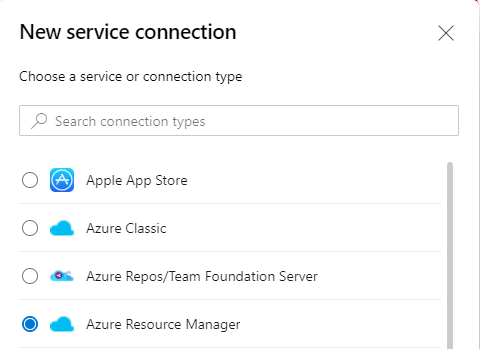 New service connection
Choose a service or connection type
Search connection types
Apple App Store
Azure Classic
Azure Repos/Team Foundation Server
Azure Resource Manager